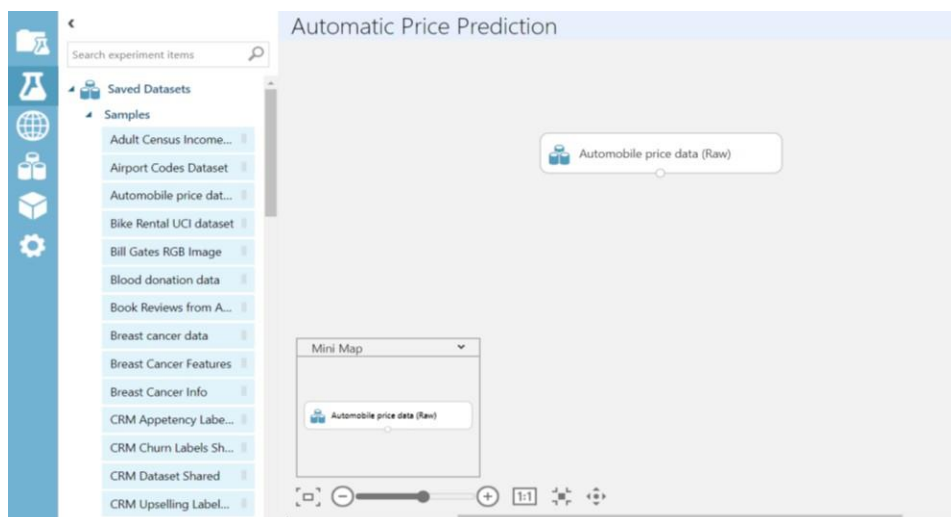 Automatic Price Prediction
Search experiment items
Saved Datasets
Samples
Adult Census Income...
Airport Codes Dataset
Automobile price dat...
Bike Rental UCI dataset
Bill Gates RGB Image
Blood donation data
Book Reviews from A...
Breast cancer data
Breast Cancer Features
Breast Cancer Info
CRM Appetency Labe...
CRM Churn Labels Sh...
CRM Dataset Shared
CRM Upselling Label...
Automobile price data (Raw)
Mini Map
Automobile price data (Raw)
1:1